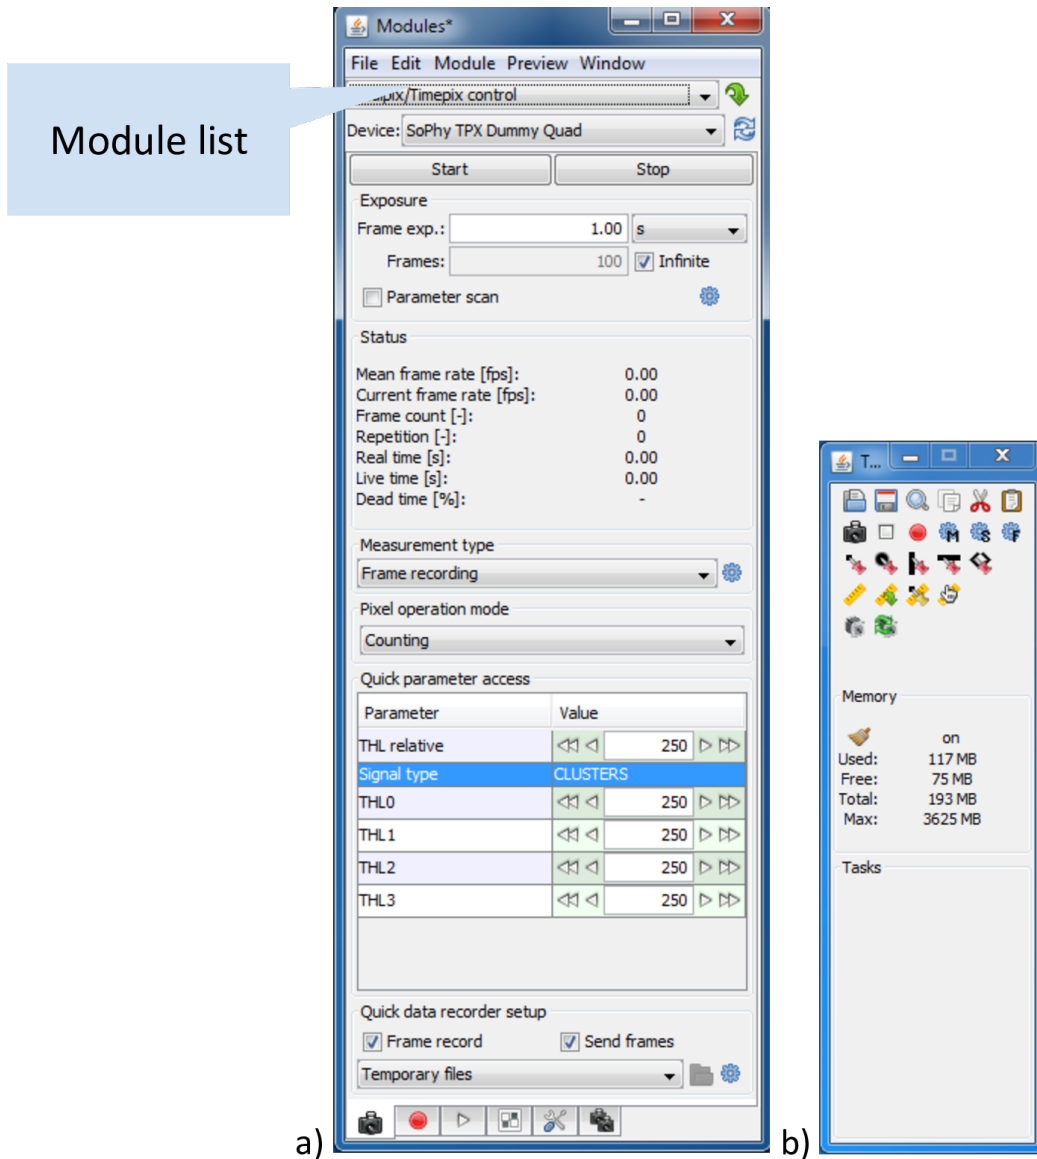 Modules*
File Edit Module Preview Window
Module list
/Timepix control
Device: SoPhy TPX Dummy Quad
Start Stop
Exposure
Frame exp.: 1.00 s
Frames: 100 Infinite
Parameter scan
Status
Mean frame rate [fps]: 0.00
Current frame rate [fps]: 0.00
Frame count [-]: 0
Repetition [-]: 0
Real time [s]: 0.00
Live time [s]: 0.00
Dead time [%]: -
Measurement type
Frame recording
Pixel operation mode
Counting
Quick parameter access
Parameter Value
THL relative 250
Signal type CLUSTERS
THL0 250
THL1 250
THL2 250
THL3 250
Quick data recorder setup
Frame record Send frames
Temporary files
a)
T...
M S F
Memory
on
Used: 117 MB
Free: 75 MB
Total: 193 MB
Max: 3625 MB
Tasks
b)